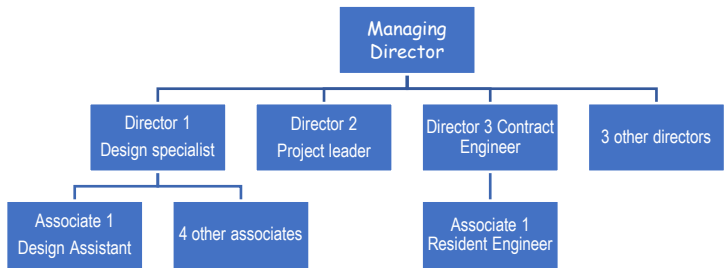 Managing
Director
Director 1
Design specialist
Director 2
Project leader
Director 3 Contract
Engineer
3 other directors
Associate 1
Design Assistant
4 other associates
Associate 1
Resident Engineer